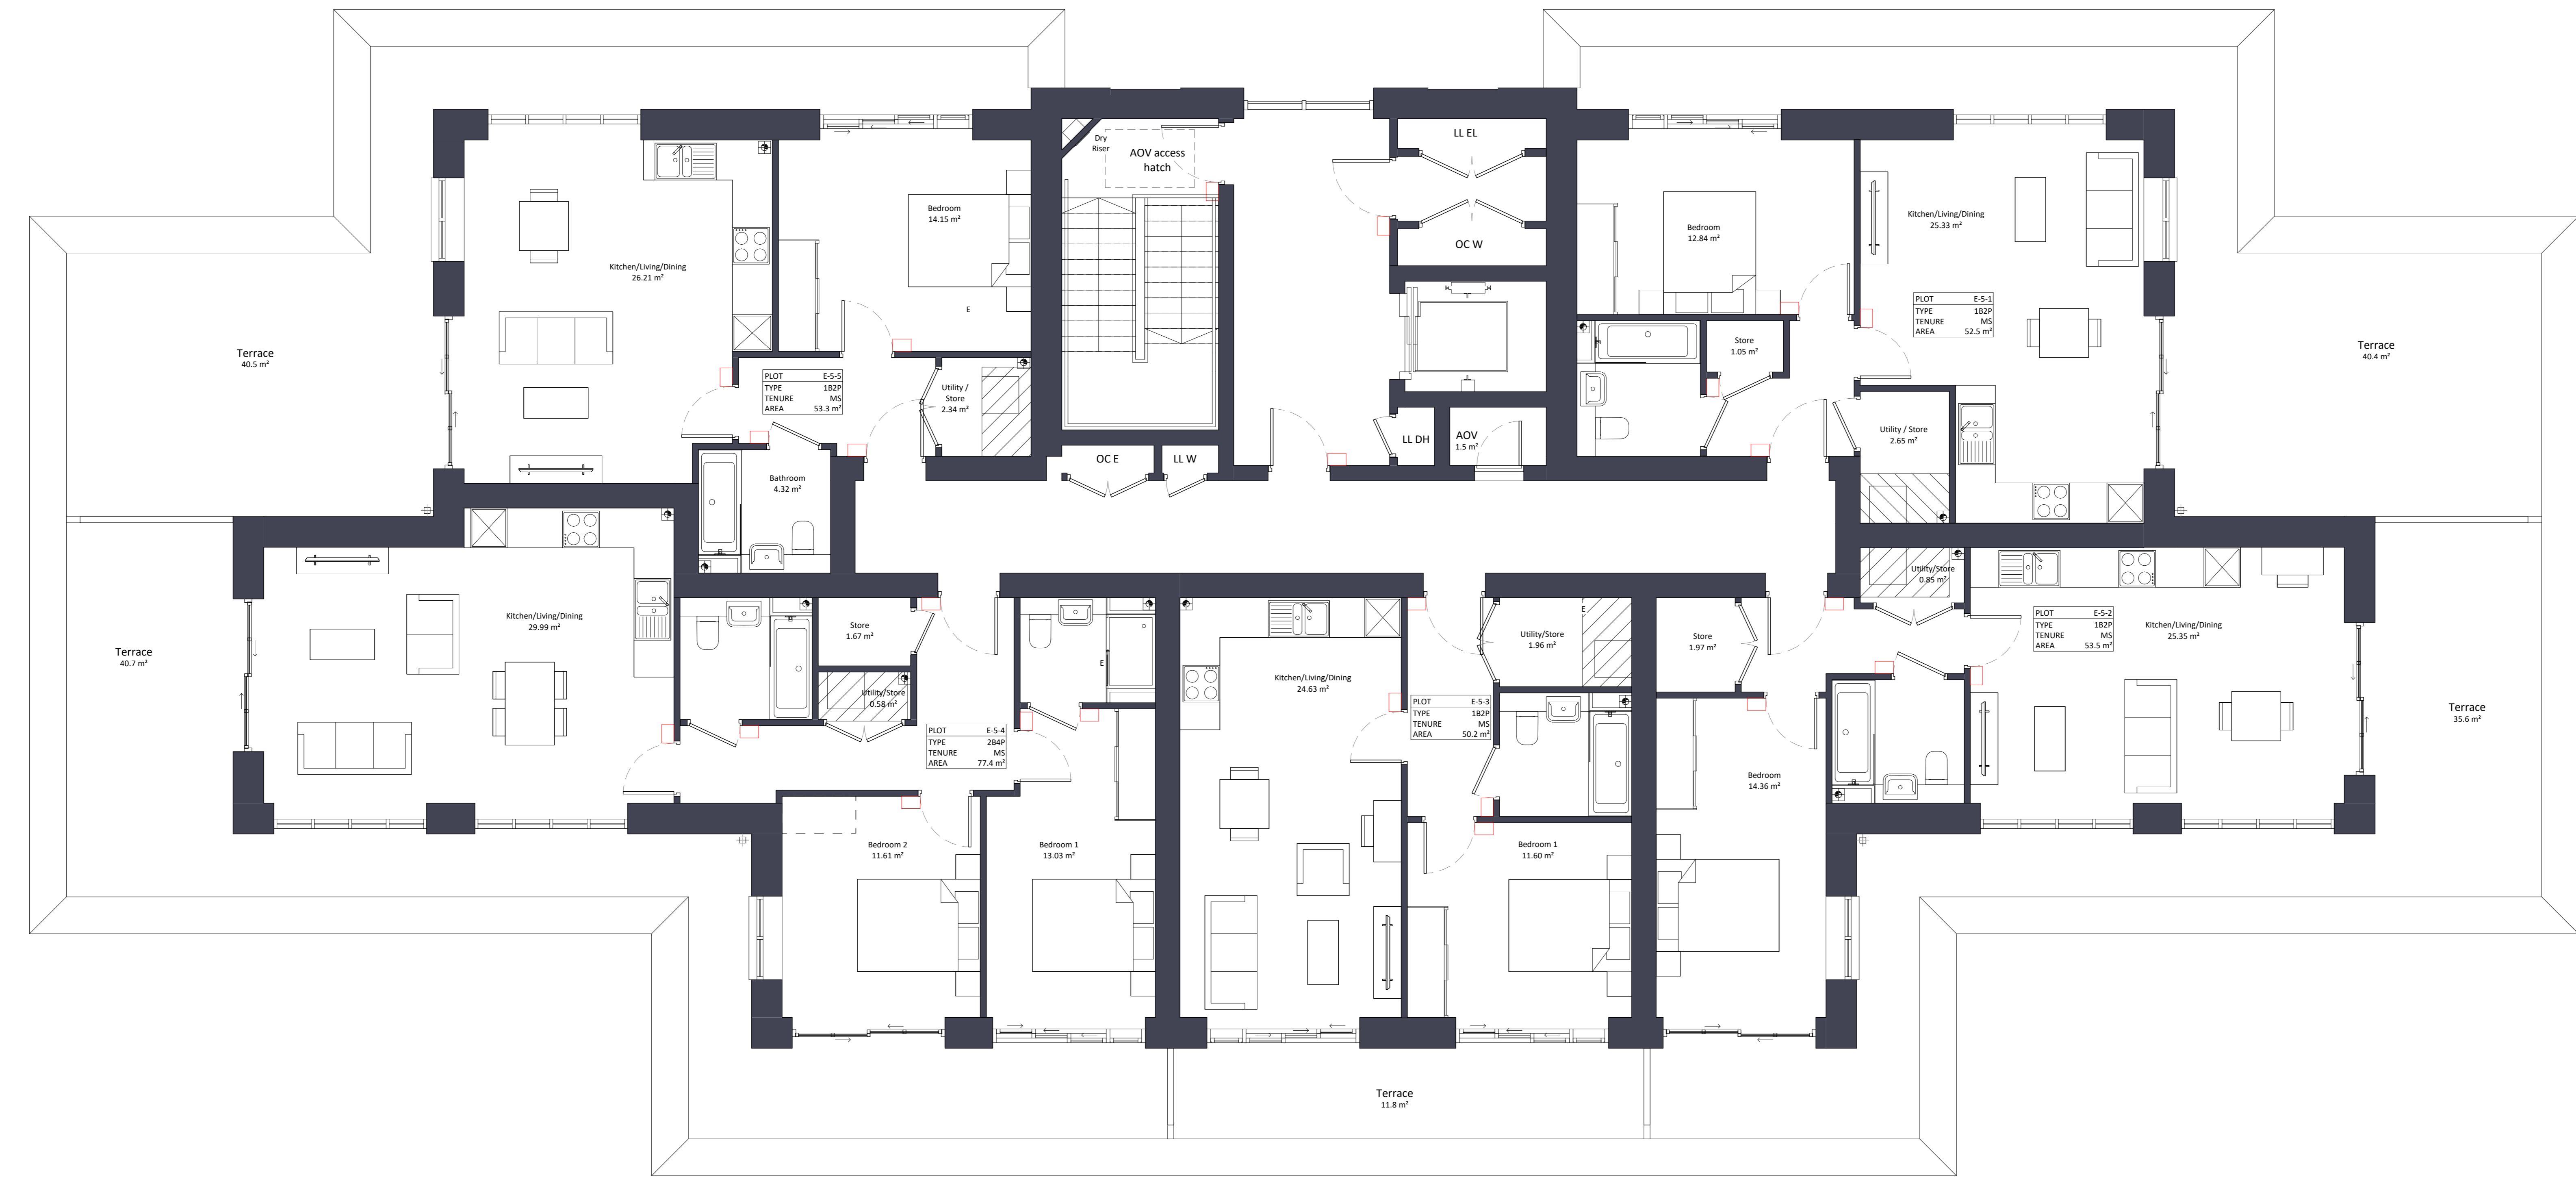 Dry
Riser
AOV access
hatch
LL EL
OC W
Bedroom
14.15 m²
E
Kitchen/Living/Dining
26.21 m²
Bedroom
12.84 m²
Kitchen/Living/Dining
25.33 m²
PLOT E-5-1
TYPE 1B2P
TENURE MS
AREA 52.5 m²
Terrace
40.5 m²
Terrace
40.4 m²
Store
1.05 m²
PLOT E-5-5
TYPE 1B2P
TENURE MS
AREA 53.3 m²
Utility /
Store
2.34 m²
Utility / Store
2.65 m²
LL DH
AOV
1.5 m²
OC E
LL W
Bathroom
4.32 m²
Kitchen/Living/Dining
29.99 m²
Terrace
40.7 m²
Store
1.67 m²
Utility/Store
0.58 m²
E
PLOT E-5-4
TYPE 2B4P
TENURE MS
AREA 77.4 m²
Kitchen/Living/Dining
24.63 m²
PLOT E-5-3
TYPE 1B2P
TENURE MS
AREA 50.2 m²
E
Utility/Store
1.96 m²
Store
1.97 m²
Utility/Store
0.85 m²
PLOT E-5-2
TYPE 1B2P
TENURE MS
AREA 53.5 m²
Kitchen/Living/Dining
25.35 m²
Terrace
35.6 m²
Bedroom
14.36 m²
Bedroom 2
11.61 m²
Bedroom 1
13.03 m²
Bedroom 1
11.60 m²
Terrace
11.8 m²